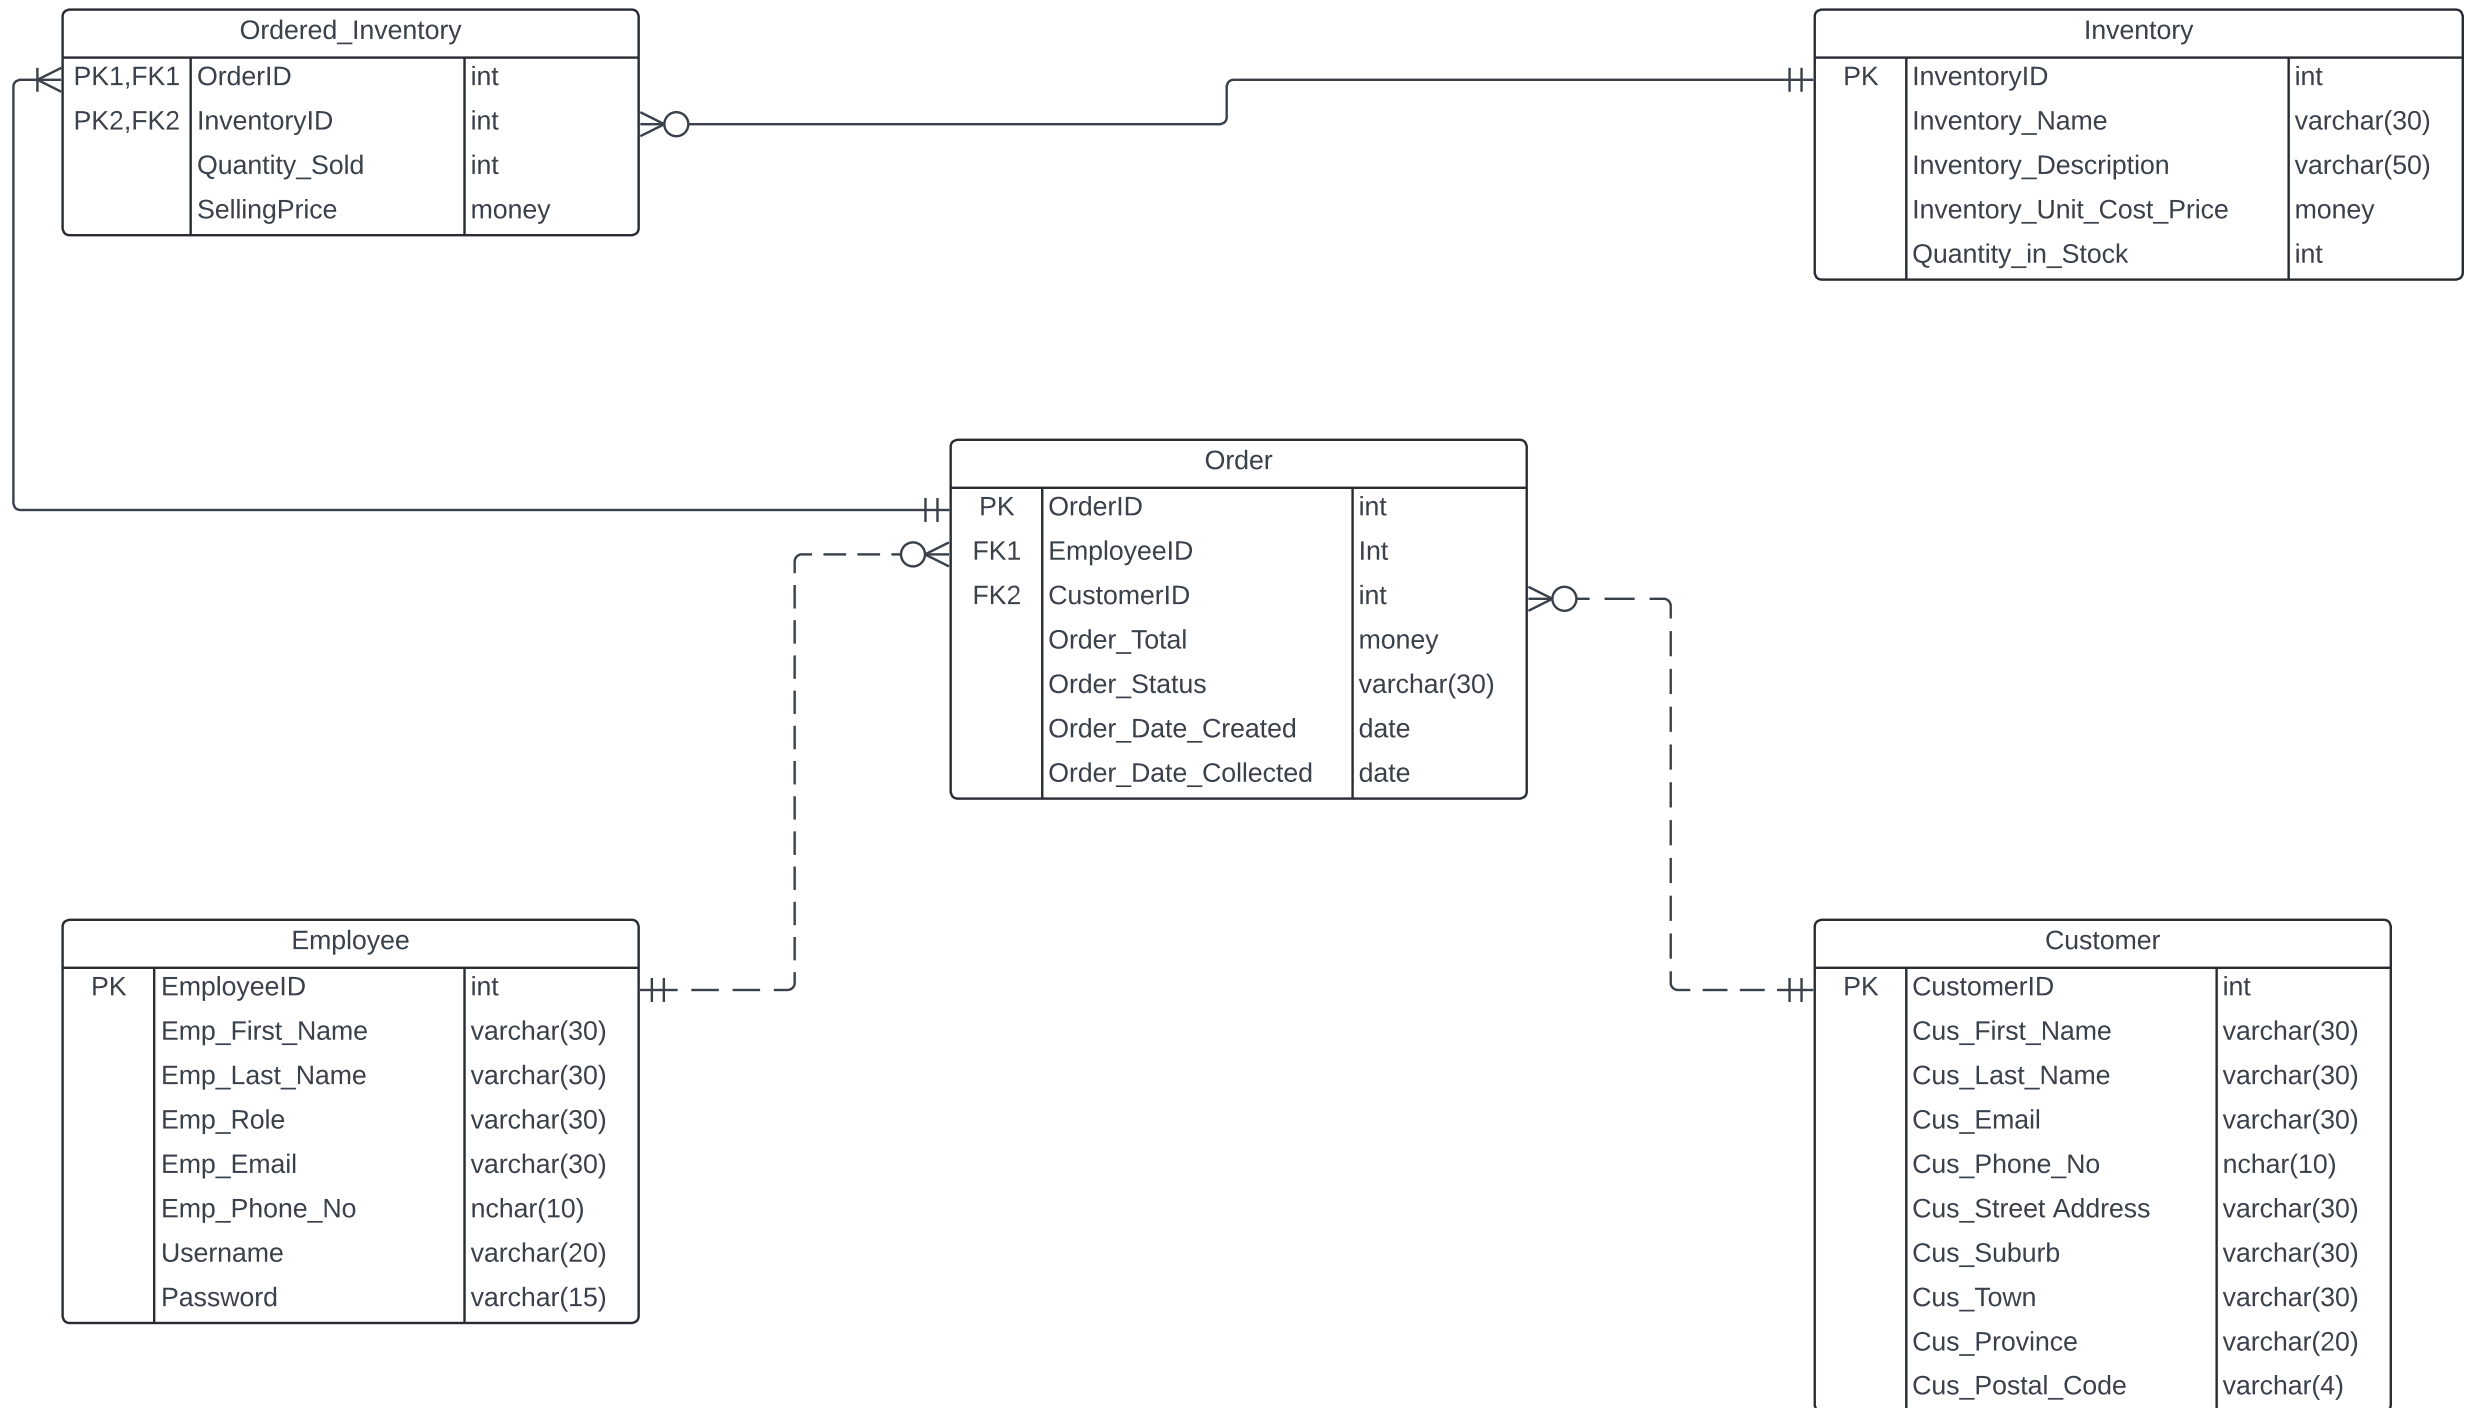 Ordered_Inventory
PK1,FK1 OrderID int
PK2,FK2 InventoryID int
Quantity_Sold int
SellingPrice money
Inventory
PK InventoryID int
Inventory_Name varchar(30)
Inventory_Description varchar(50)
Inventory_Unit_Cost_Price money
Quantity_in_Stock int
Order
PK OrderID int
FK1 EmployeeID Int
FK2 CustomerID int
Order_Total money
Order_Status varchar(30)
Order_Date_Created date
Order_Date_Collected date
Employee
PK EmployeeID int
Emp_First_Name varchar(30)
Emp_Last_Name varchar(30)
Emp_Role varchar(30)
Emp_Email varchar(30)
Emp_Phone_No nchar(10)
Username varchar(20)
Password varchar(15)
Customer
PK CustomerID int
Cus_First_Name varchar(30)
Cus_Last_Name varchar(30)
Cus_Email varchar(30)
Cus_Phone_No nchar(10)
Cus_Street Address varchar(30)
Cus_Suburb varchar(30)
Cus_Town varchar(30)
Cus_Province varchar(20)
Cus_Postal_Code varchar(4)